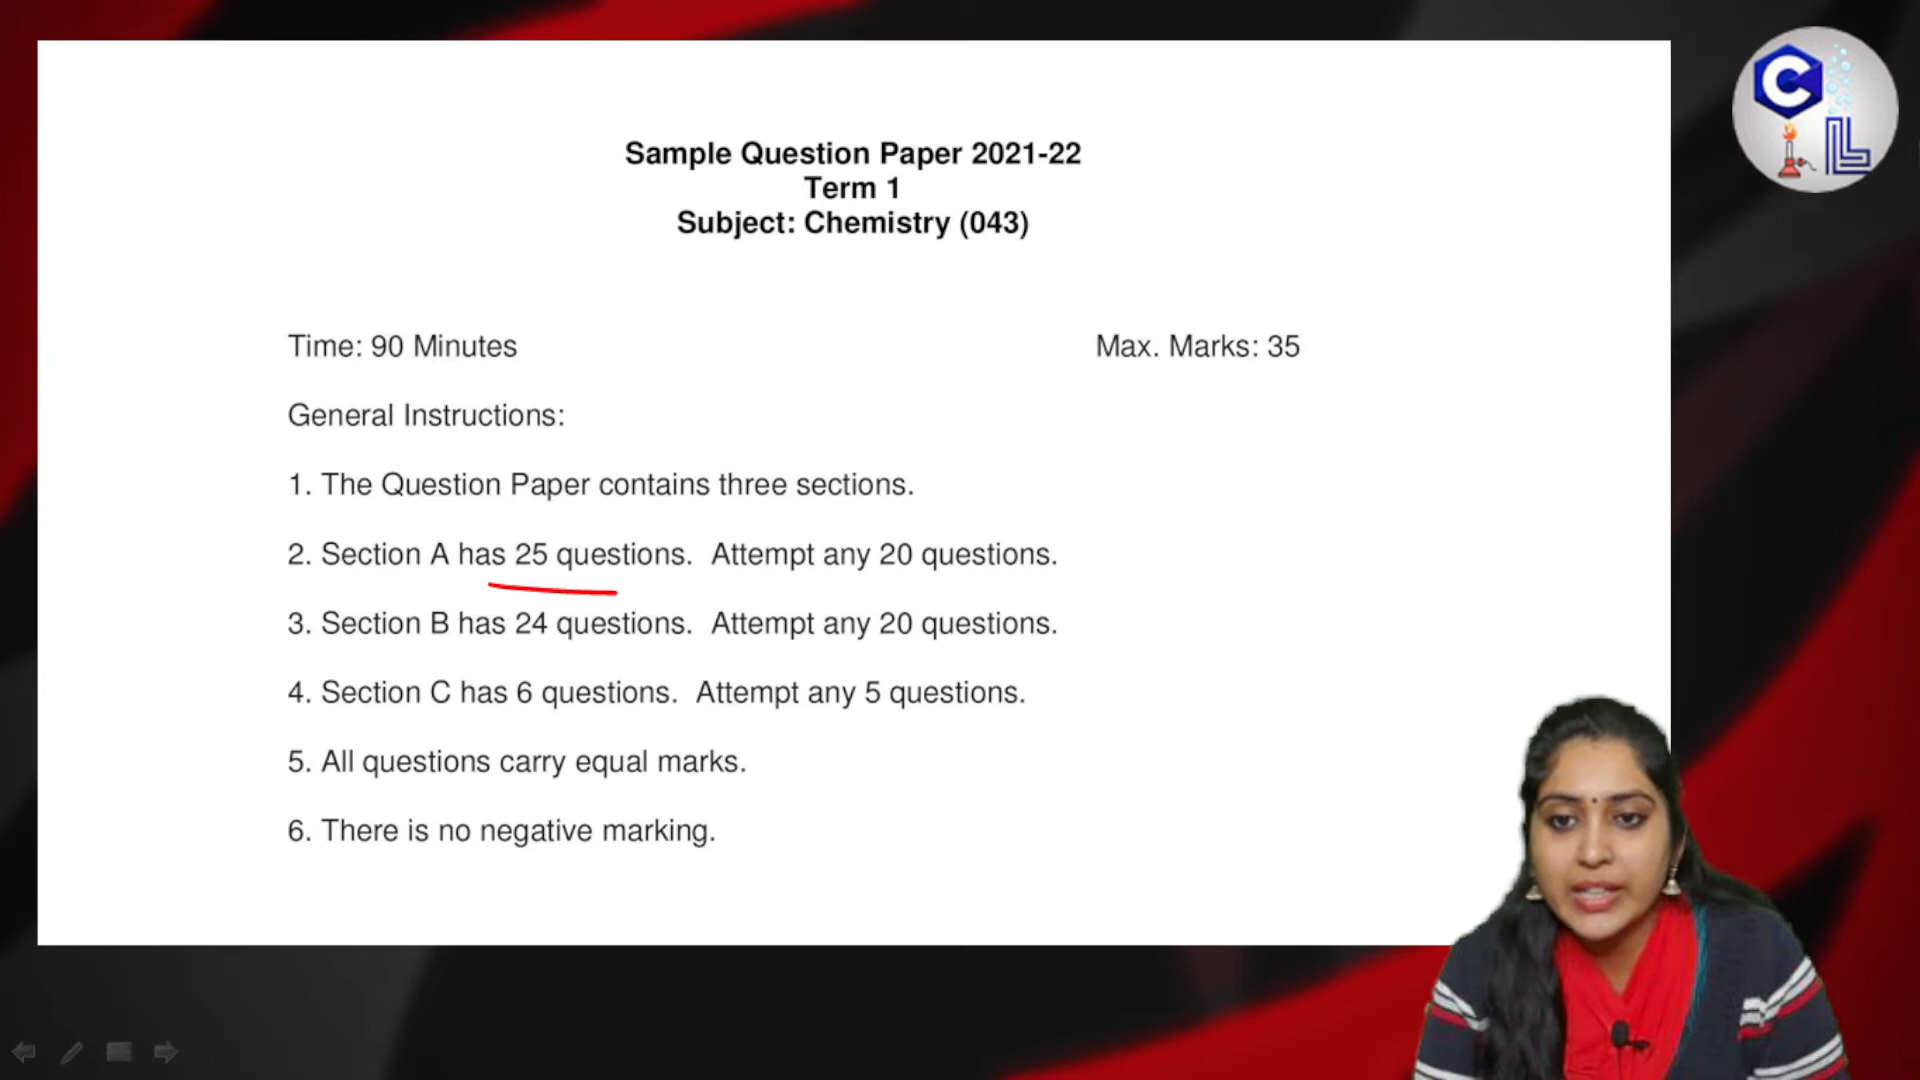 Sample Question Paper 2021-22
Term 1
Subject: Chemistry (043)
Time: 90 Minutes
Max. Marks: 35
General Instructions:
1. The Question Paper contains three sections.
2. Section A has 25 questions. Attempt any 20 questions.
3. Section B has 24 questions. Attempt any 20 questions.
4. Section C has 6 questions. Attempt any 5 questions.
5. All questions carry equal marks.
6. There is no negative marking.
C
L